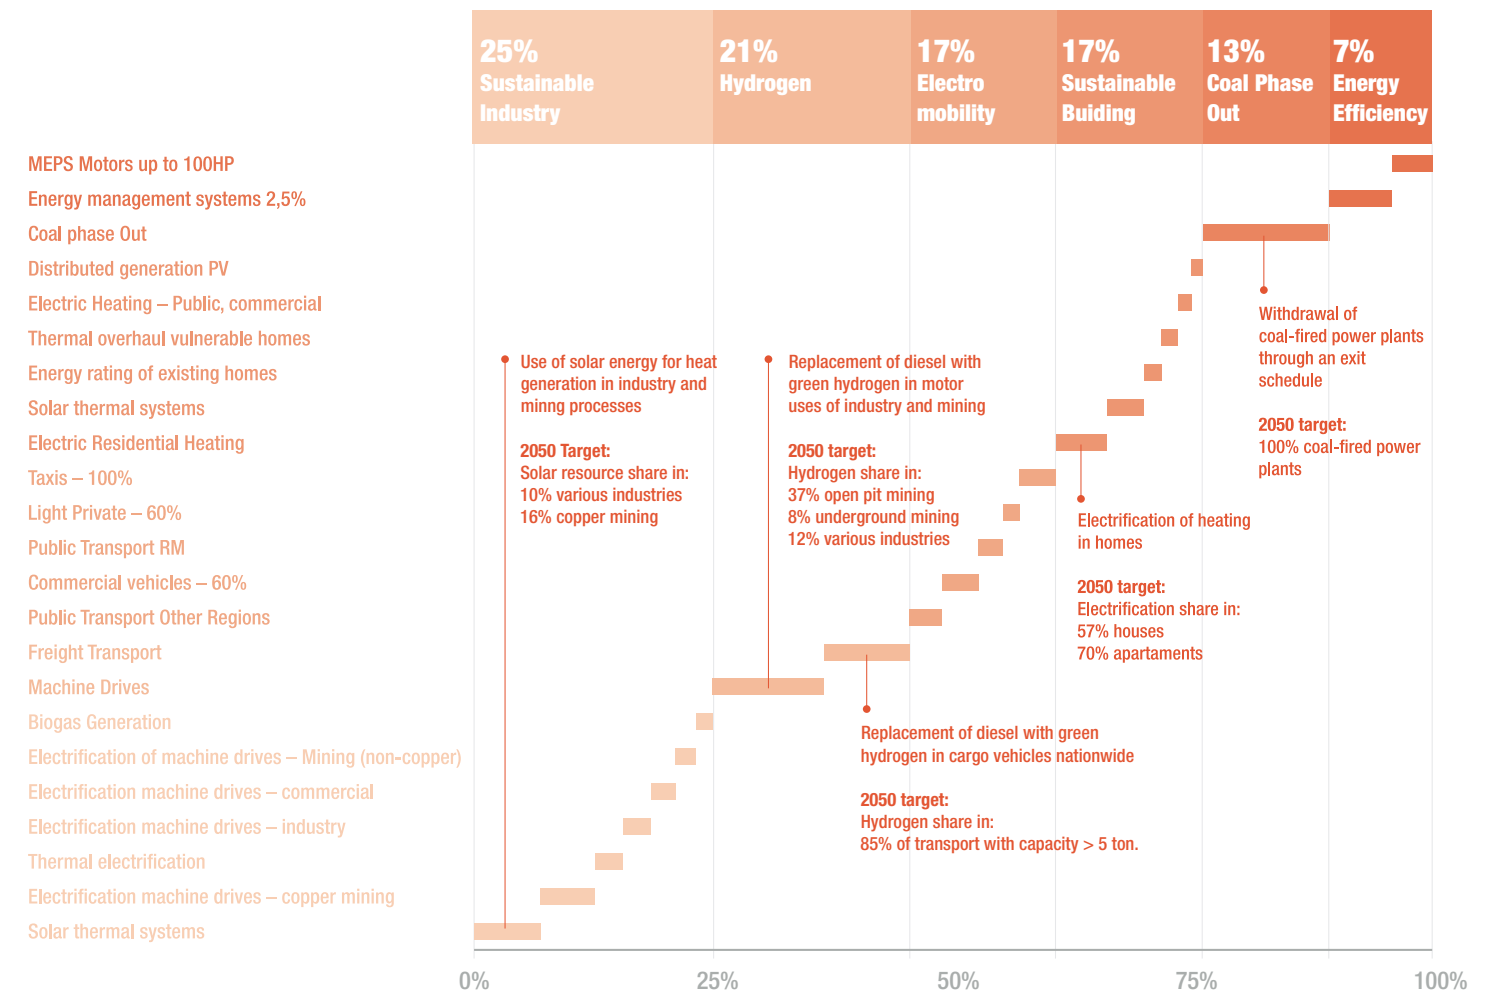 25%
Sustainable
Industry
21%
Hydrogen
17%
Electro
mobility
17%
Sustainable
Buiding
13%
Coal Phase
Out
7%
Energy
Efficiency
MEPS Motors up to 100HP
Energy management systems 2,5%
Coal phase Out
Distributed generation PV
Electric Heating – Public, commercial
Thermal overhaul vulnerable homes
Energy rating of existing homes
Solar thermal systems
Electric Residential Heating
Taxis – 100%
Light Private – 60%
Public Transport RM
Commercial vehicles – 60%
Public Transport Other Regions
Freight Transport
Machine Drives
Biogas Generation
Electrification of machine drives – Mining (non-copper)
Electrification machine drives – commercial
Electrification machine drives – industry
Thermal electrification
Electrification machine drives – copper mining
Solar thermal systems
Use of solar energy for heat
generation in industry and
minng processes
2050 Target:
Solar resource share in:
10% various industries
16% copper mining
Replacement of diesel with
green hydrogen in motor
uses of industry and mining
2050 target:
Hydrogen share in:
37% open pit mining
8% underground mining
12% various industries
Replacement of diesel with green
hydrogen in cargo vehicles nationwide
2050 target:
Hydrogen share in:
85% of transport with capacity > 5 ton.
Electrification of heating
in homes
2050 target:
Electrification share in:
57% houses
70% apartaments
Withdrawal of
coal-fired power plants
through an exit
schedule
2050 target:
100% coal-fired power
plants
0%
25%
50%
75%
100%